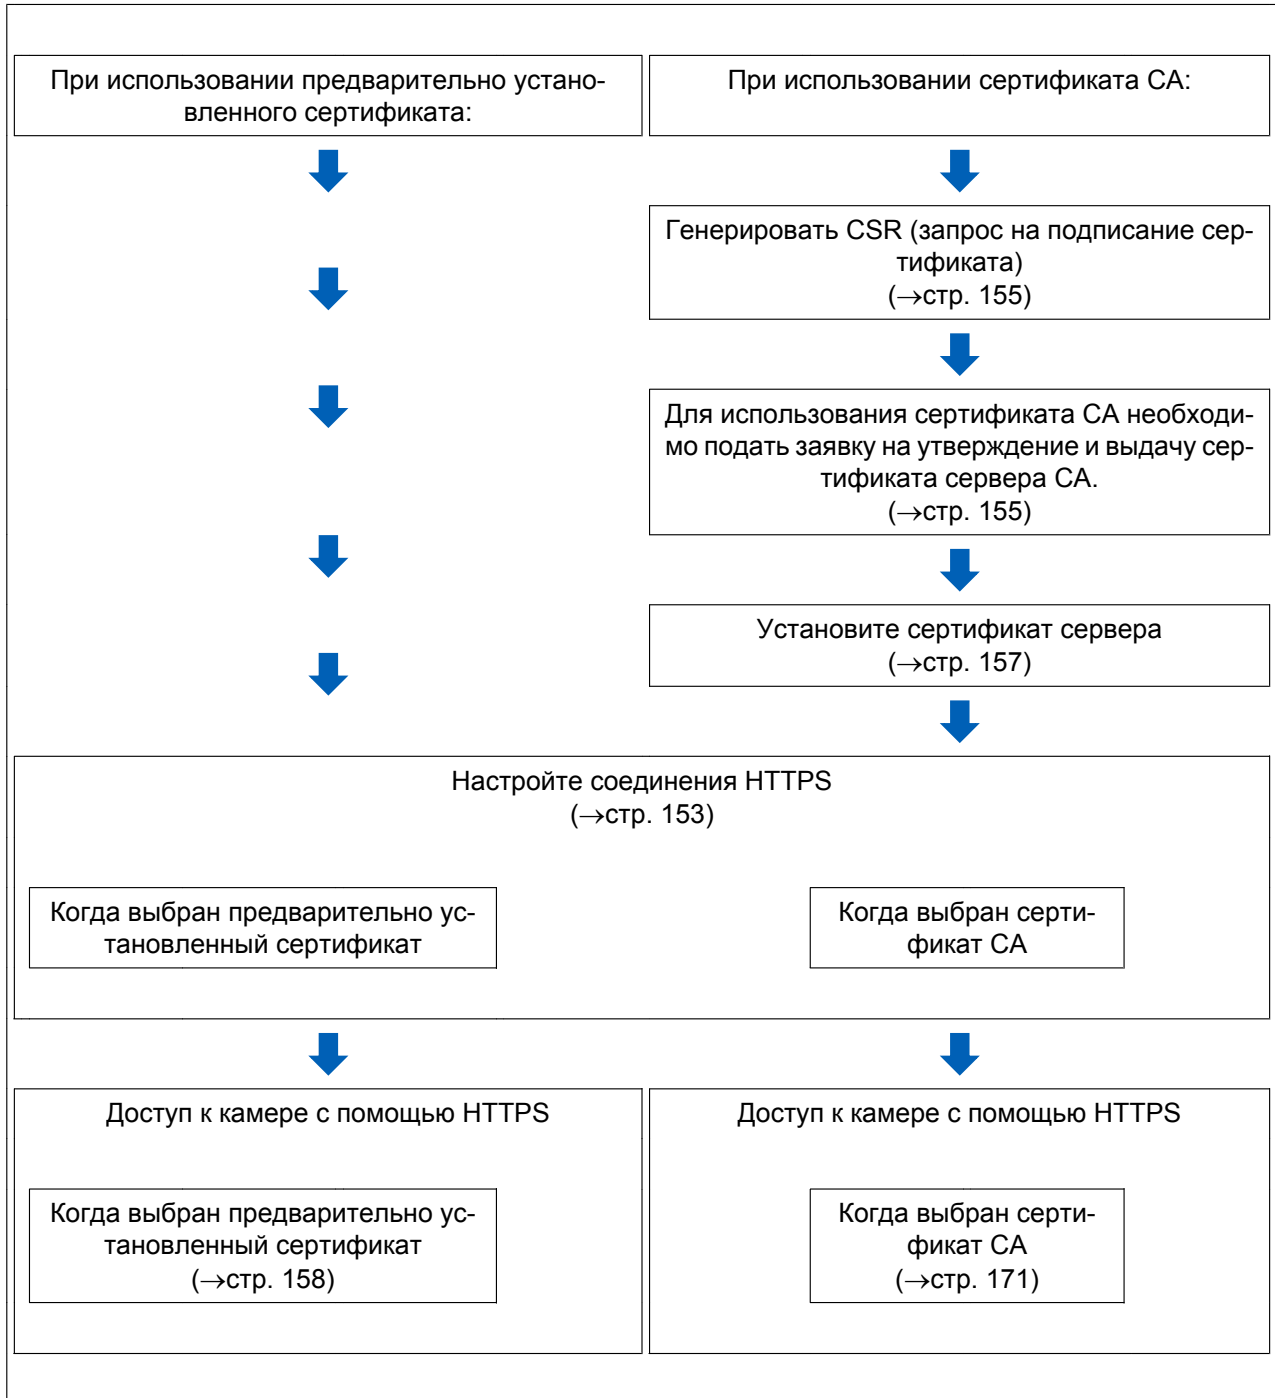 При использовании предварительно уста-
новленного сертификата:
При использовании сертификата CA:
Генерировать CSR (запрос на подписание сер-
тификата)
(→стр. 155)
Для использования сертификата CA необходи-
мо подать заявку на утверждение и выдачу сер-
тификата сервера CA.
(→стр. 155)
Установите сертификат сервера
(→стр. 157)
Настройте соединения HTTPS
(→стр. 153)
Когда выбран предварительно ус-
тановленный сертификат
Когда выбран серти-
фикат CA
Доступ к камере с помощью HTTPS
Когда выбран предварительно ус-
тановленный сертификат
(→стр. 158)
Доступ к камере с помощью HTTPS
Когда выбран серти-
фикат CA
(→стр. 171)